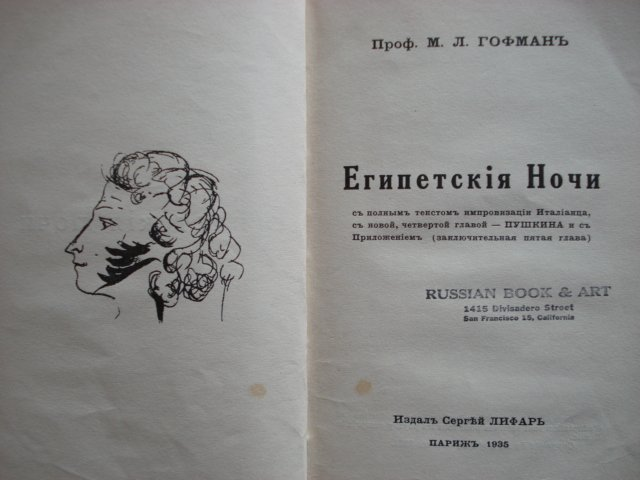 Проф. М. Л. ГОФМАНЪ
Египетскія Ночи
съ полнымъ текстомъ импровизаціи Италіанца,
съ новой, четвертой главой — ПУШКИНА и съ
Приложеніемъ (заключительная пятая глава)
RUSSIAN BOOK & ART
1415 Divisadero Street
San Francisco 15, California
Издалъ Сергѣй ЛИФАРЬ
ПАРИЖЪ 1935